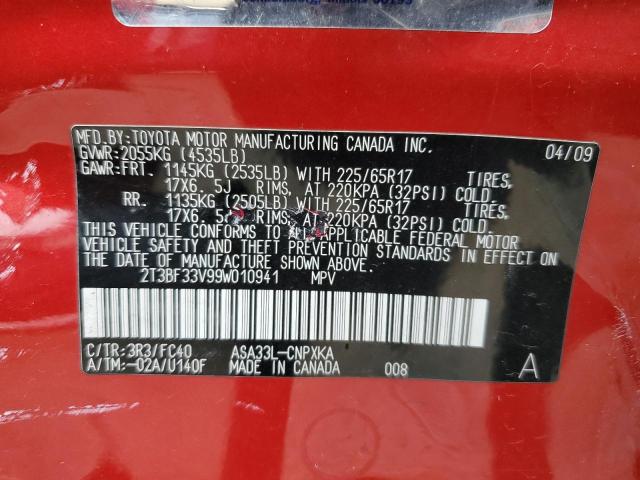 MFD.BY:TOYOTA MOTOR MANUFACTURING CANADA INC.
04/09
GVWR:2055KG (4535LB)
GAWR:FRT. 1145KG (2535LB) WITH 225/65R17 TIRES,
17X6.5J RIMS, AT 220KPA (32PSI) COLD.
RR. 1135KG (2505LB) WITH 225/65R17 TIRES,
17X6.5 RIMS, AT 220KPA (32PSI) COLD.
THIS VEHICLE CONFORMS TO ALL APPLICABLE FEDERAL MOTOR
VEHICLE SAFETY AND THEFT PREVENTION STANDARDS IN EFFECT ON
THE DATE OF MANUFACTURE SHOWN ABOVE.
2T3BF33V99W010941 MPV
C/TR:3R3/FC40 ASA33L-CNPXKA
A/TM:-02A/U140F MADE IN CANADA 008 A